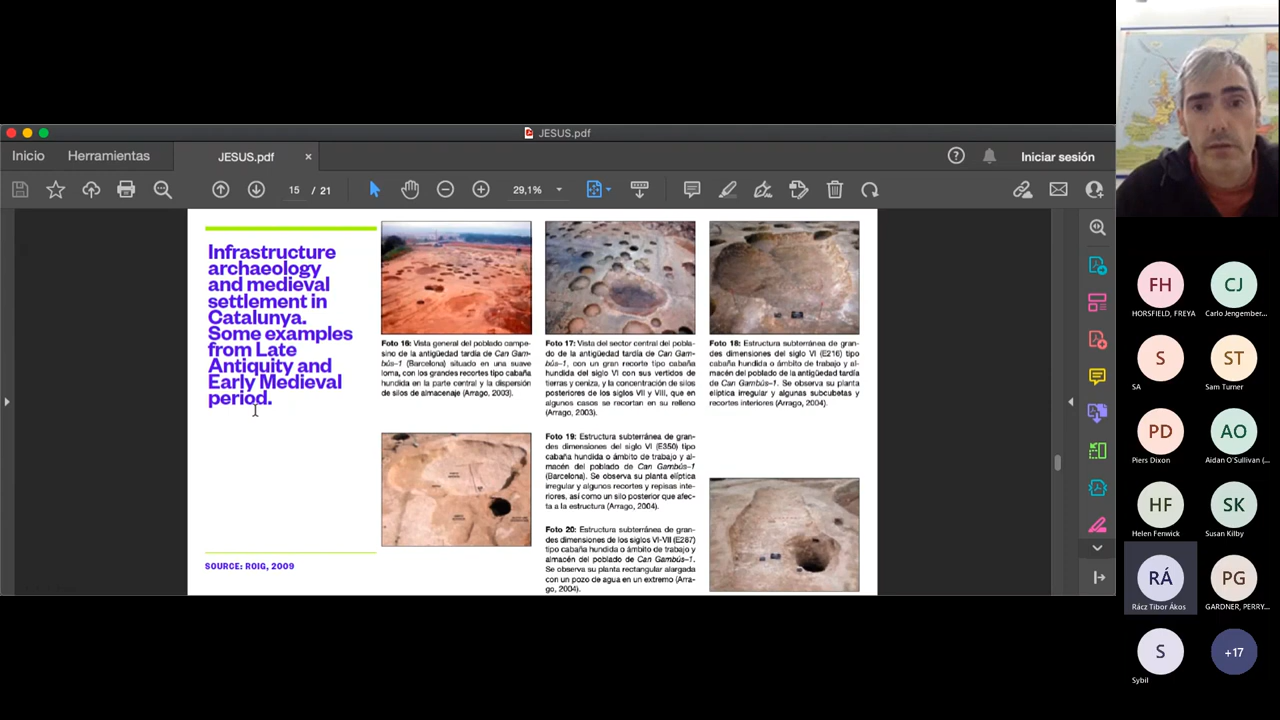 JESUS.pdf
Inicio
Herramientas
JESUS.pdf
×
Iniciar sesión
15 / 21
29,1%
Infrastructure
archaeology
and medieval
settlement in
Catalunya.
Some examples
from Late
Antiquity and
Early Medieval
period.
SOURCE: ROIG, 2009
Foto 16: Vista general del poblado campe-
sino de la antigüedad tardía de Can Gam-
bús–1 (Barcelona) situado en una suave
loma, con los grandes recortes tipo cabaña
hundida en la parte central y la dispersión
de silos de almacenaje (Arrago, 2003).
Foto 17: Vista del sector central del pobla-
do de la antigüedad tardía de Can Gam-
bús–1, con un gran recorte tipo cabaña
hundida del siglo VI con sus vertidos de
tierras y ceniza, y la concentración de silos
posteriores de los siglos VII y VIII, que en
algunos casos se recortan en su relleno
(Arrago, 2003).
Foto 18: Estructura subterránea de gran-
des dimensiones del siglo VI (E216) tipo
cabaña hundida o ámbito de trabajo y al-
macén del poblado de la antigüedad tardía
de Can Gambús–1. Se observa su planta
elíptica irregular y algunas subcubetas y
recortes interiores (Arrago, 2004).
Foto 19: Estructura subterránea de gran-
des dimensiones del siglo VI (E350) tipo
cabaña hundida o ámbito de trabajo y al-
macén del poblado de Can Gambús–1
(Barcelona). Se observa su planta elíptica
irregular y algunos recortes y repisas inte-
riores, así como un silo posterior que afec-
ta a la estructura (Arrago, 2004).
Foto 20: Estructura subterránea de gran-
des dimensiones de los siglos VI-VII (E267)
tipo cabaña hundida o ámbito de trabajo y
almacén del poblado de Can Gambús–1.
Se observa su planta rectangular alargada
con un pozo de agua en un extremo (Arra-
go, 2004).
FH
HORSFIELD, FREYA
CJ
Carlo Jengember...
S
SA
ST
Sam Turner
PD
Piers Dixon
AO
Aidan O'Sullivan (...
HF
Helen Fenwick
SK
Susan Kilby
RÁ
Rácz Tibor Ákos
PG
GARDNER, PERRY...
S
Sybil
+17